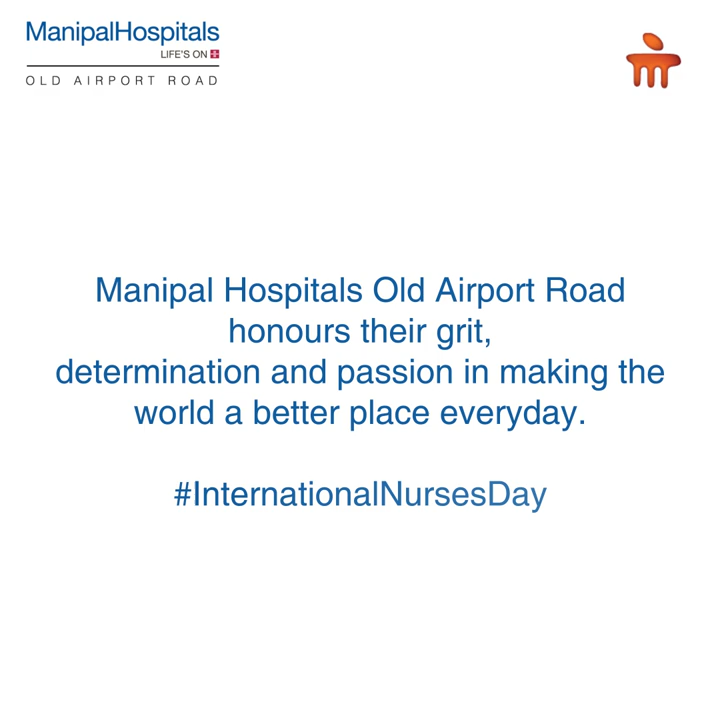 ManipalHospitals
LIFE'S ON
OLD AIRPORT ROAD
Manipal Hospitals Old Airport Road
honours their grit,
determination and passion in making the
world a better place everyday.
#InternationalNursesDay